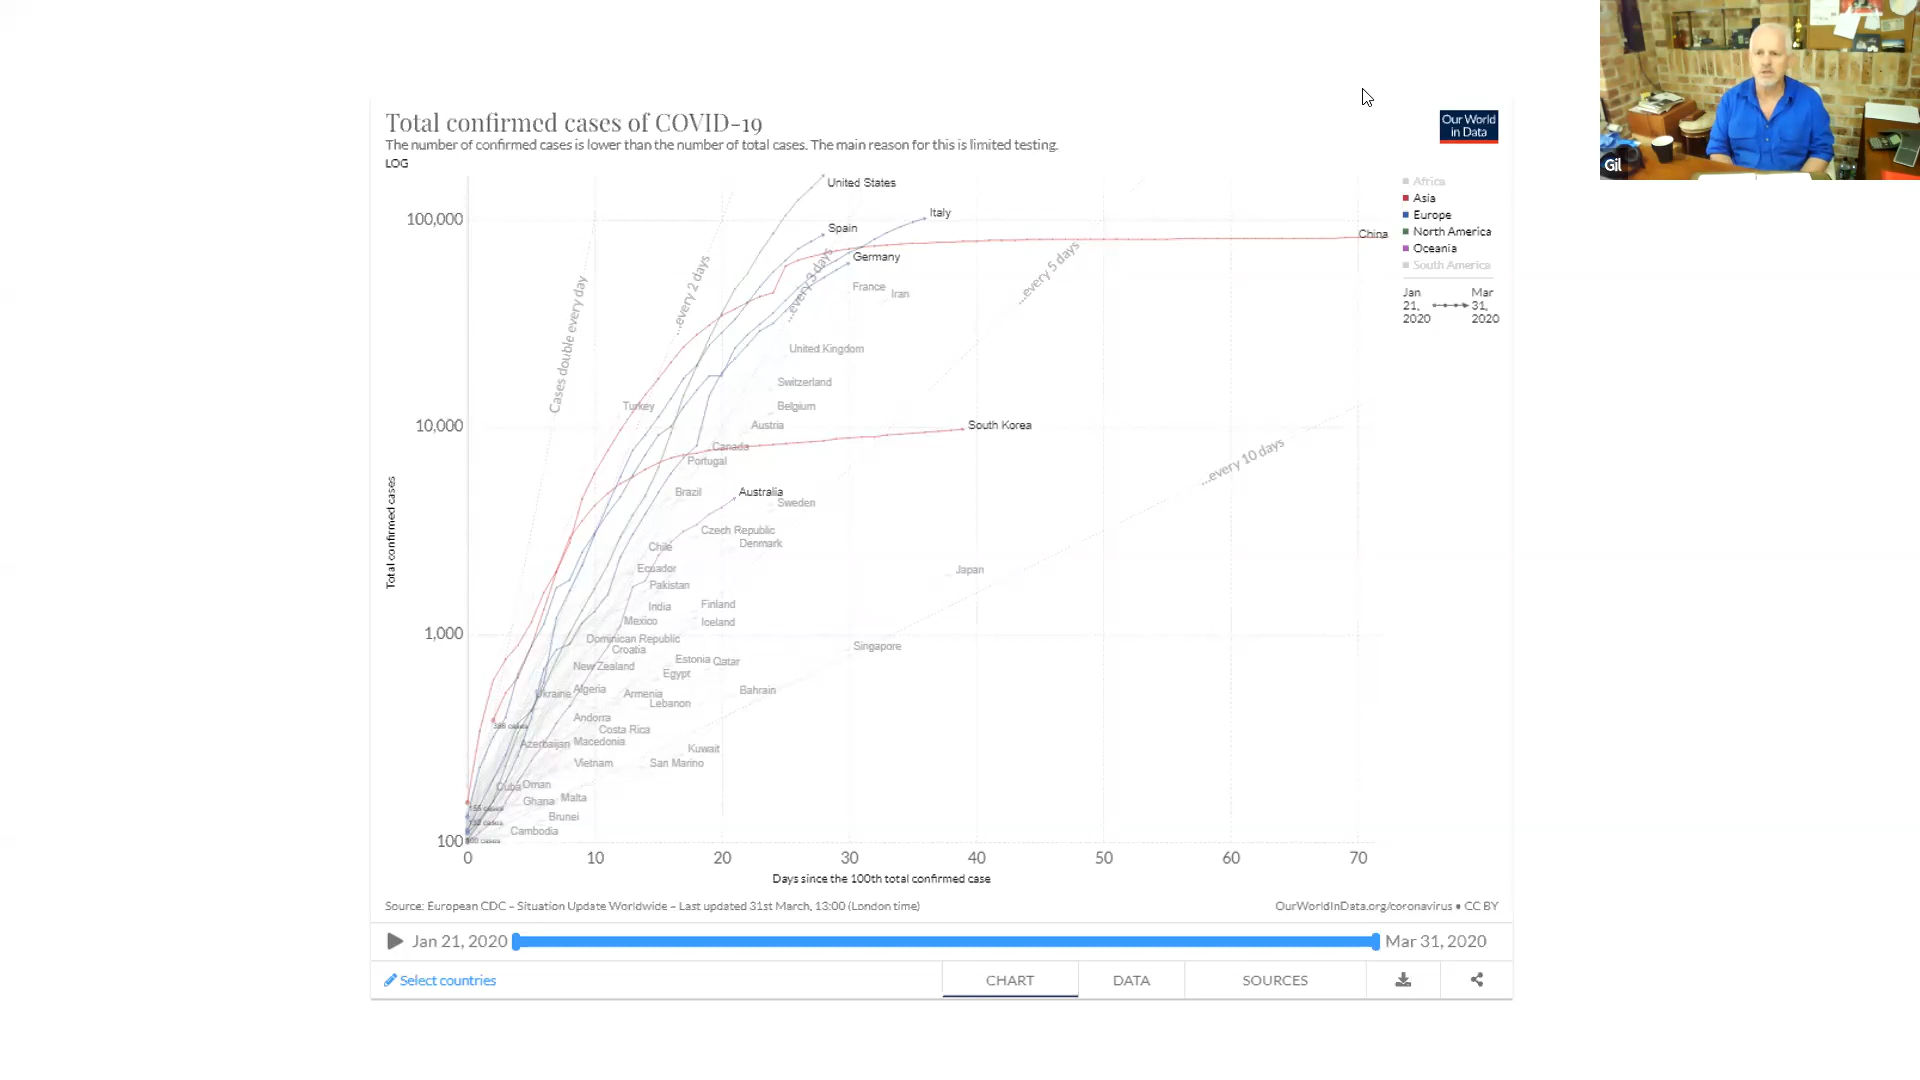 Total confirmed cases of COVID-19
The number of confirmed cases is lower than the number of total cases. The main reason for this is limited testing.
LOG
Our World
in Data
Gil
United States
Italy
Spain
China
Germany
France
Iran
United Kingdom
Switzerland
Turkey
Belgium
Austria
South Korea
Canada
Portugal
Brazil
Australia
Sweden
Czech Republic
Denmark
Chile
Ecuador
Japan
Pakistan
India
Finland
Mexico
Iceland
Dominican Republic
Croatia
Singapore
New Zealand
Estonia
Qatar
Egypt
Ukraine
Algeria
Armenia
Bahrain
Lebanon
Andorra
Costa Rica
Azerbaijan
Macedonia
Kuwait
Vietnam
San Marino
Cuba
Oman
Ghana
Malta
Brunei
Cambodia
Cases double every day
...every 2 days
...every 3 days
...every 5 days
...every 10 days
100,000
10,000
1,000
100
Total confirmed cases
0
10
20
30
40
50
60
70
Days since the 100th total confirmed case
Africa
Asia
Europe
North America
Oceania
South America
Jan
21,
2020
Mar
31,
2020
Source: European CDC – Situation Update Worldwide – Last updated 31st March, 13:00 (London time)
OurWorldInData.org/coronavirus • CC BY
Jan 21, 2020
Mar 31, 2020
Select countries
CHART
DATA
SOURCES